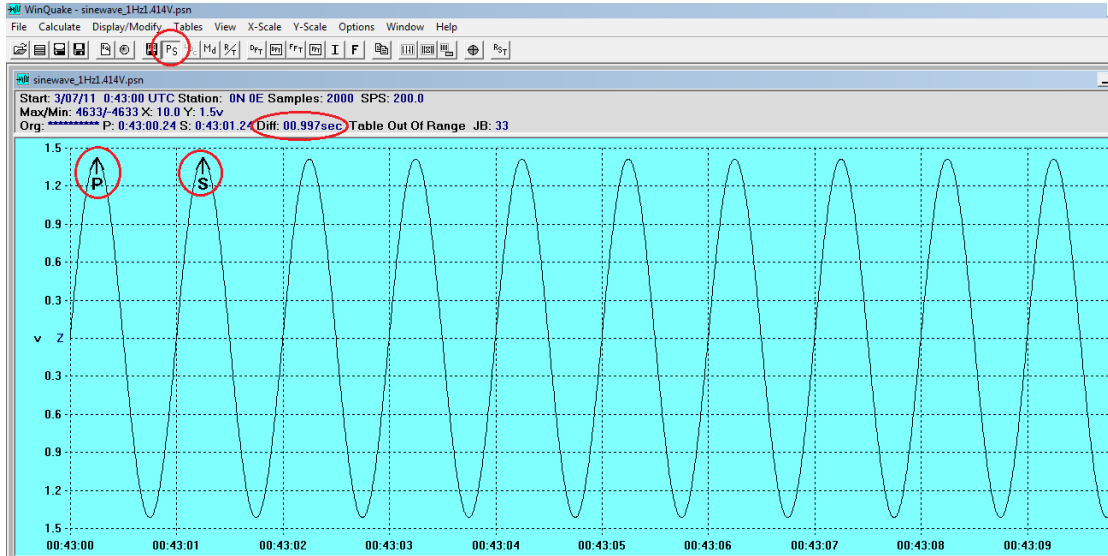 WinQuake - sinewave_1Hz1.414V.psn
File Calculate Display/Modify Tables View X-Scale Y-Scale Options Window Help
PS Md R/T DFT FFT I F RST
sinewave_1Hz1.414V.psn
Start: 3/07/11 0:43:00 UTC Station: 0N 0E Samples: 2000 SPS: 200.0
Max/Min: 4633/-4633 X: 10.0 Y: 1.5v
Org: ********** P: 0:43:00.24 S: 0:43:01.24 Diff: 00.997sec Table Out Of Range JB: 33
1.5
P S
1.2
0.9
0.6
0.3
v Z
0.3
0.6
0.9
1.2
1.5
00:43:00 00:43:01 00:43:02 00:43:03 00:43:04 00:43:05 00:43:06 00:43:07 00:43:08 00:43:09